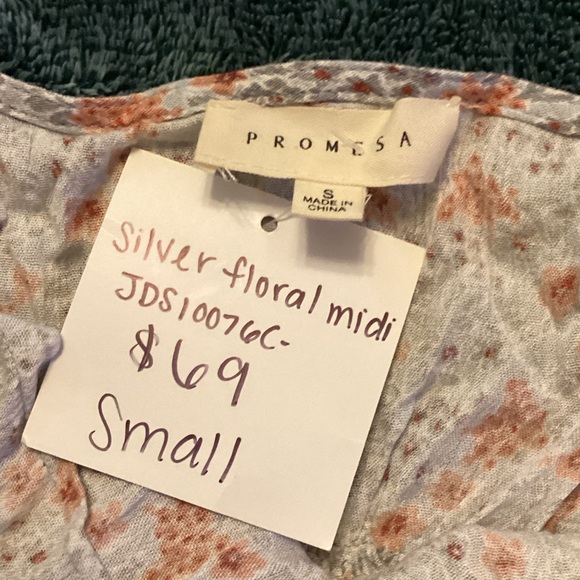 PROMESA
S
MADE IN
CHINA
Silver floral midi
JDS10076C-
$69
Small